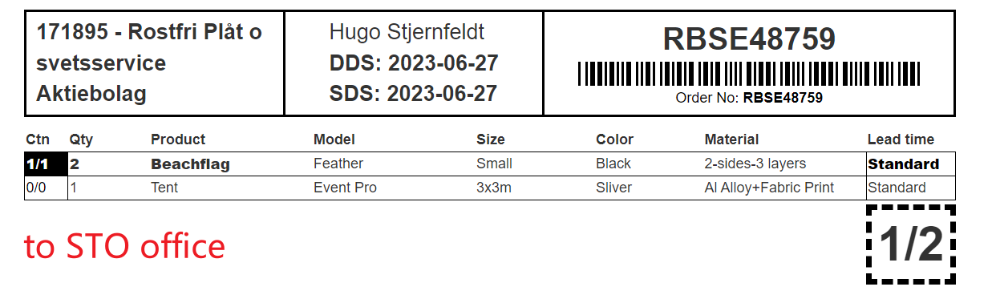 171895 - Rostfri Plåt o
svetsservice
Aktiebolag
Hugo Stjernfeldt
DDS: 2023-06-27
SDS: 2023-06-27
RBSE48759
Order No: RBSE48759
Ctn Qty Product Model Size Color Material Lead time
1/1 2 Beachflag Feather Small Black 2-sides-3 layers Standard
0/0 1 Tent Event Pro 3x3m Sliver Al Alloy+Fabric Print Standard
to STO office
1/2